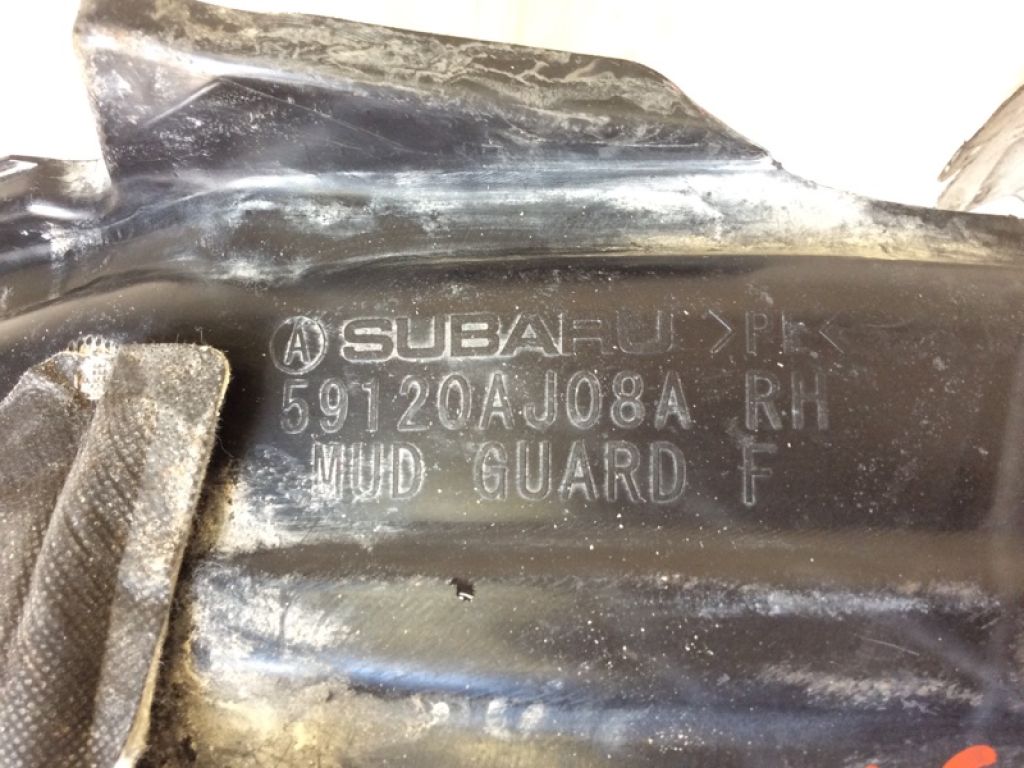 Ⓐ SUBARU >PE<
59120AJ08A RH
MUD GUARD F